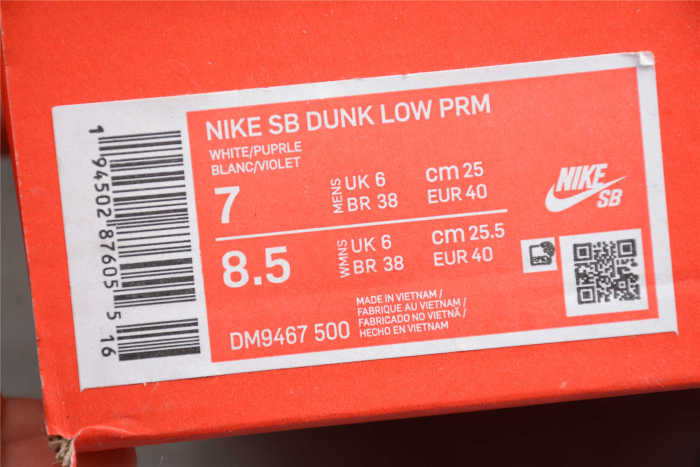 NIKE SB DUNK LOW PRM
WHITE/PUPRLE
BLANC/VIOLET
7
MENS
UK 6
BR 38
cm 25
EUR 40
8.5
WMNS
UK 6
BR 38
cm 25.5
EUR 40
NIKE
SB
DM9467 500
MADE IN VIETNAM /
FABRIQUE AU VIETNAM /
FABRICADO NO VIETNÃ /
HECHO EN VIETNAM
1 94502 87605 5 16